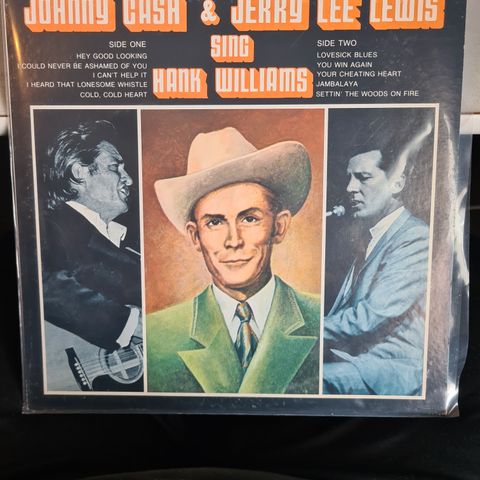 JOHNNY CASH & JERRY LEE LEWIS
SING
HANK WILLIAMS
SIDE ONE
HEY GOOD LOOKING
I COULD NEVER BE ASHAMED OF YOU
I CAN'T HELP IT
I HEARD THAT LONESOME WHISTLE
COLD, COLD HEART
SIDE TWO
LOVESICK BLUES
YOU WIN AGAIN
YOUR CHEATING HEART
JAMBALAYA
SETTIN' THE WOODS ON FIRE